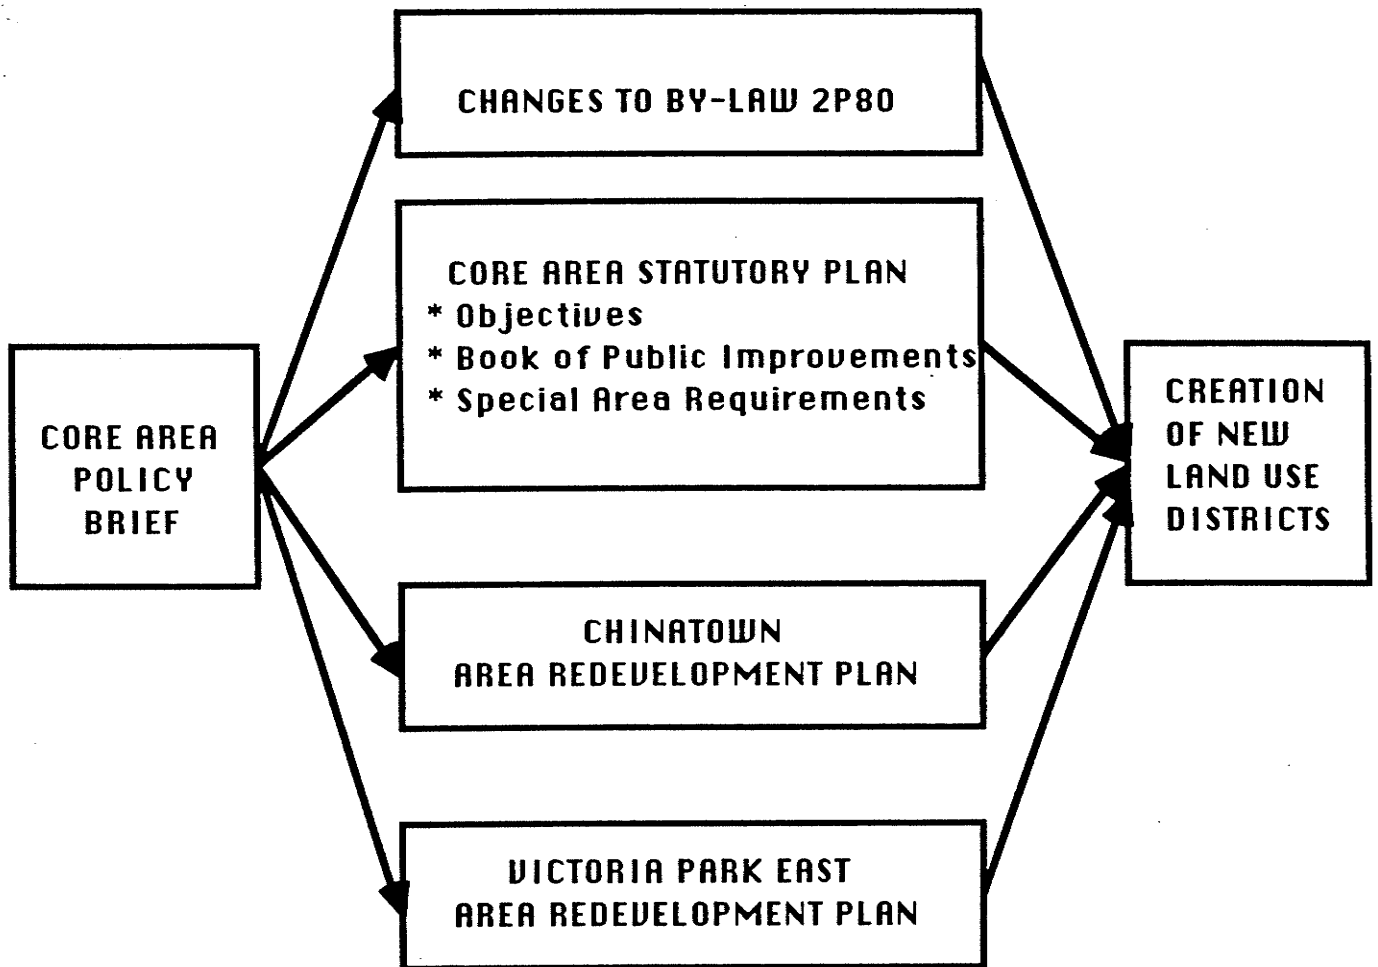 CHANGES TO BY-LAW 2P80
CORE AREA STATUTORY PLAN
* Objectives
* Book of Public Improvements
* Special Area Requirements
CORE AREA
POLICY
BRIEF
CREATION
OF NEW
LAND USE
DISTRICTS
CHINATOWN
AREA REDEVELOPMENT PLAN
VICTORIA PARK EAST
AREA REDEVELOPMENT PLAN